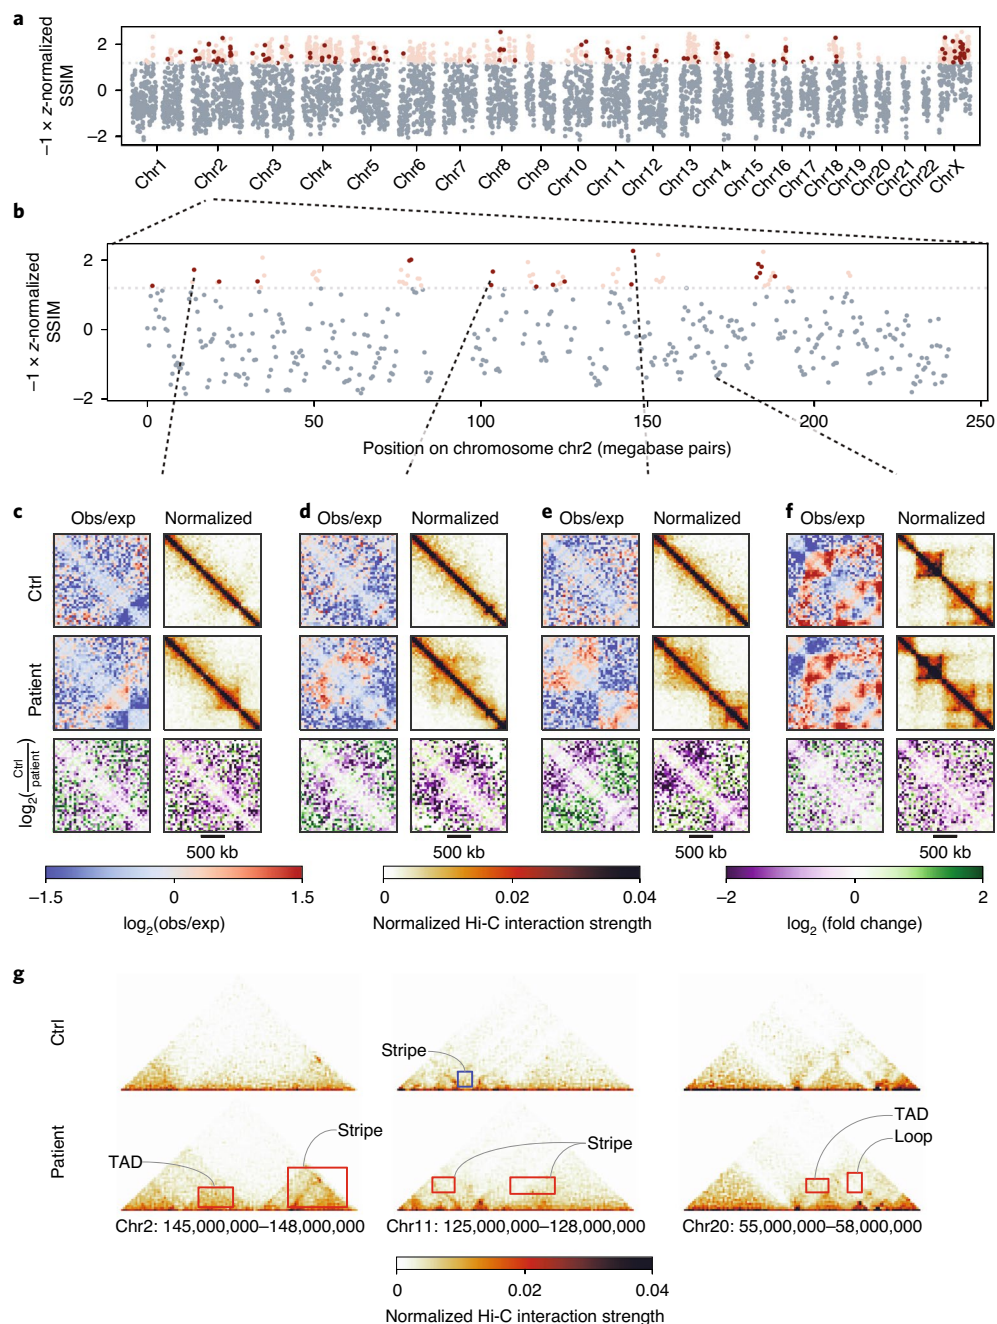 a
−1 × z-normalized
SSIM
2
0
−2
Chr1
Chr2
Chr3
Chr4
Chr5
Chr6
Chr7
Chr8
Chr9
Chr10
Chr11
Chr12
Chr13
Chr14
Chr15
Chr16
Chr17
Chr18
Chr19
Chr20
Chr21
Chr22
ChrX
b
−1 × z-normalized
SSIM
2
0
−2
0 50 100 150 200 250
Position on chromosome chr2 (megabase pairs)
c d e f
Obs/exp Normalized Obs/exp Normalized Obs/exp Normalized Obs/exp Normalized
Ctrl
Patient
log2(Ctrl/patient)
500 kb 500 kb 500 kb 500 kb
−1.5 0 1.5
log2(obs/exp)
0 0.02 0.04
Normalized Hi-C interaction strength
−2 0 2
log2 (fold change)
g
Ctrl
Stripe
Patient
TAD
Stripe
Stripe
TAD
Loop
Chr2: 145,000,000–148,000,000
Chr11: 125,000,000–128,000,000
Chr20: 55,000,000–58,000,000
0 0.02 0.04
Normalized Hi-C interaction strength